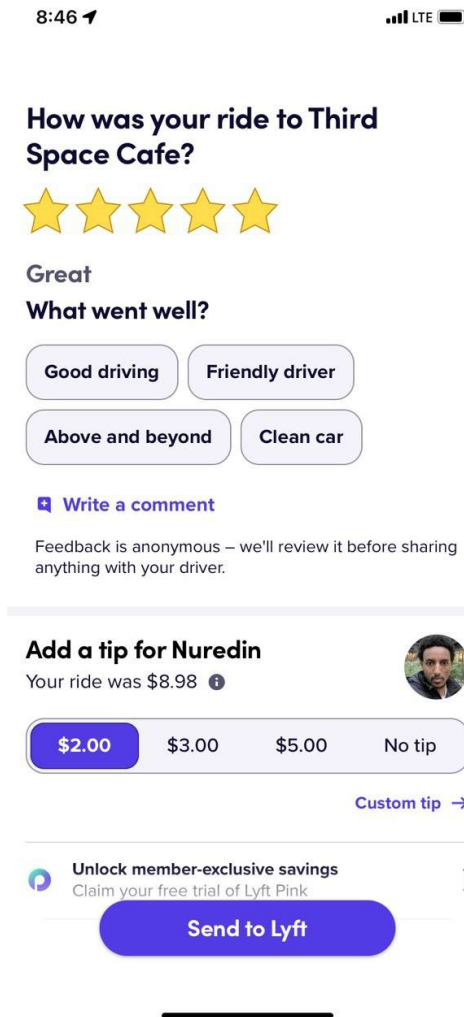 8:46
LTE
How was your ride to Third
Space Cafe?
Great
What went well?
Good driving
Friendly driver
Above and beyond
Clean car
Write a comment
Feedback is anonymous – we'll review it before sharing
anything with your driver.
Add a tip for Nuredin
Your ride was $8.98
$2.00
$3.00
$5.00
No tip
Custom tip
Unlock member-exclusive savings
Claim your free trial of Lyft Pink
Send to Lyft